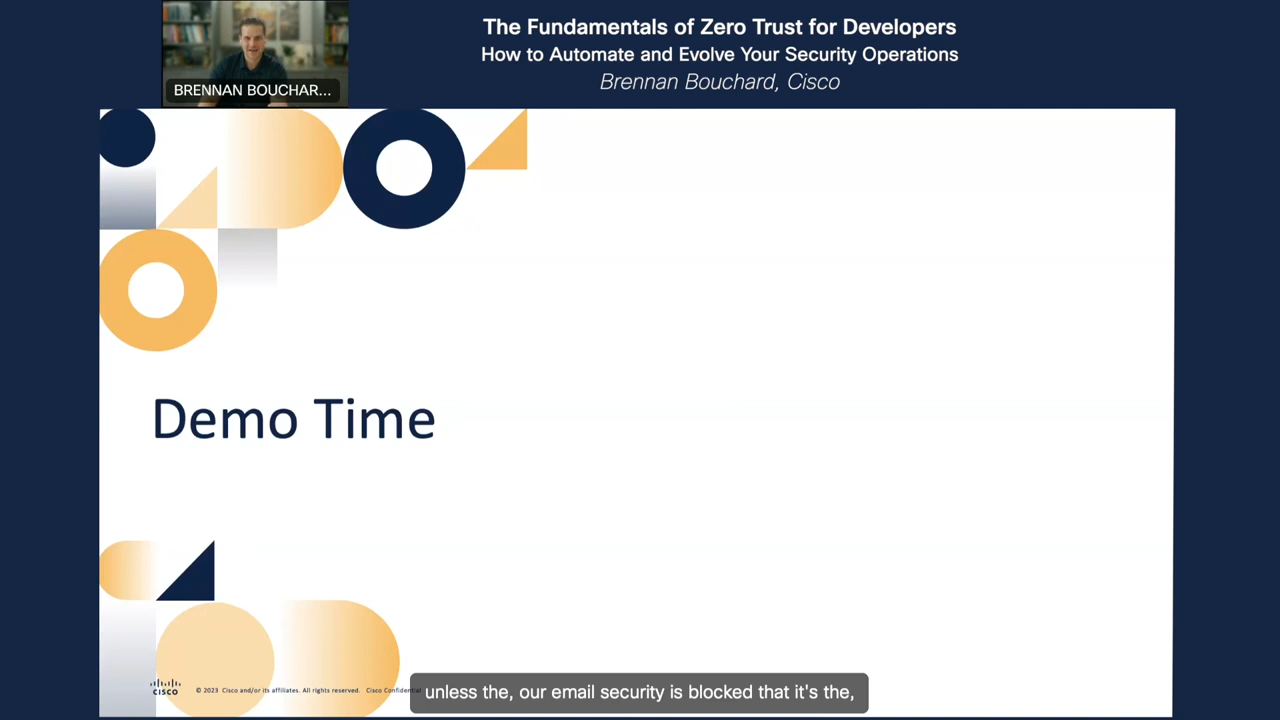 The Fundamentals of Zero Trust for Developers
How to Automate and Evolve Your Security Operations
Brennan Bouchard, Cisco
BRENNAN BOUCHAR...
Demo Time
CISCO
© 2023 Cisco and/or its affiliates. All rights reserved. Cisco Confidential
unless the, our email security is blocked that it's the,